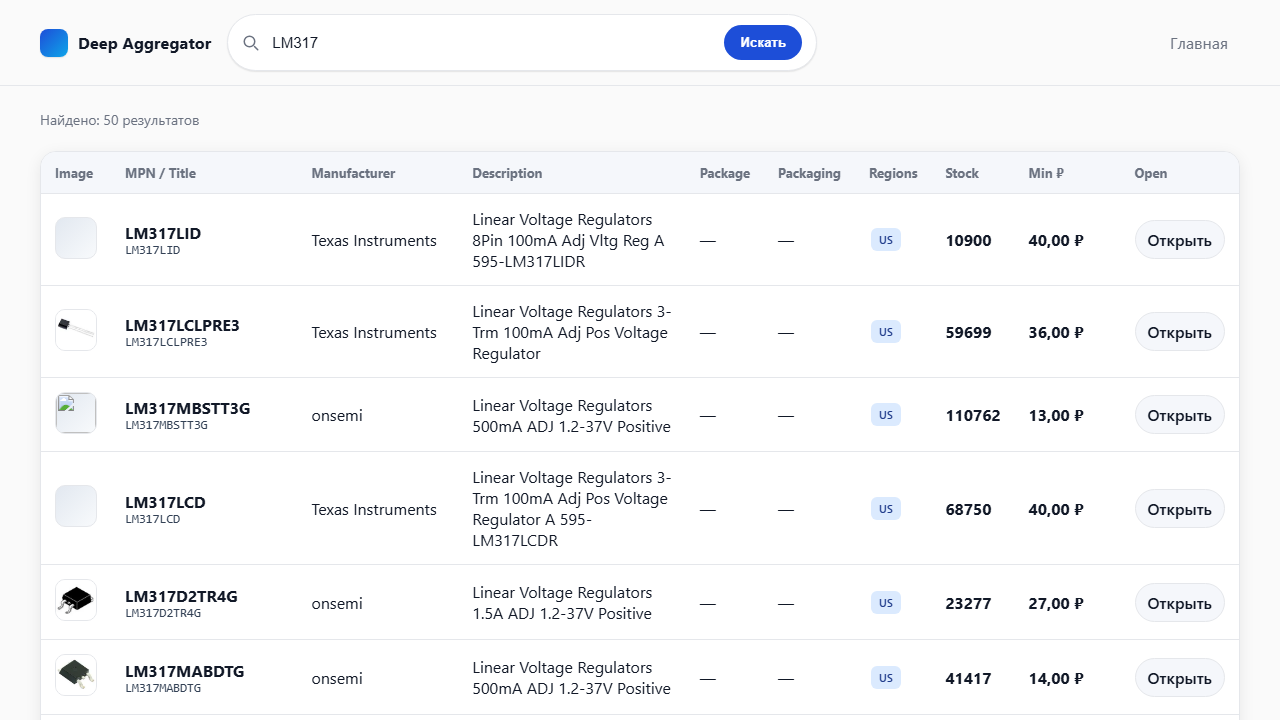 Deep Aggregator
LM317
Искать
Главная
Найдено: 50 результатов
Image MPN / Title Manufacturer Description Package Packaging Regions Stock Min ₽ Open
LM317LID
LM317LID
Texas Instruments
Linear Voltage Regulators
8Pin 100mA Adj Vltg Reg A
595-LM317LIDR
— — US 10900 40,00 ₽ Открыть
LM317LCLPRE3
LM317LCLPRE3
Texas Instruments
Linear Voltage Regulators 3-
Trm 100mA Adj Pos Voltage
Regulator
— — US 59699 36,00 ₽ Открыть
LM317MBSTT3G
LM317MBSTT3G
onsemi
Linear Voltage Regulators
500mA ADJ 1.2-37V Positive
— — US 110762 13,00 ₽ Открыть
LM317LCD
LM317LCD
Texas Instruments
Linear Voltage Regulators 3-
Trm 100mA Adj Pos Voltage
Regulator A 595-
LM317LCDR
— — US 68750 40,00 ₽ Открыть
LM317D2TR4G
LM317D2TR4G
onsemi
Linear Voltage Regulators
1.5A ADJ 1.2-37V Positive
— — US 23277 27,00 ₽ Открыть
LM317MABDTG
LM317MABDTG
onsemi
Linear Voltage Regulators
500mA ADJ 1.2-37V Positive
— — US 41417 14,00 ₽ Открыть